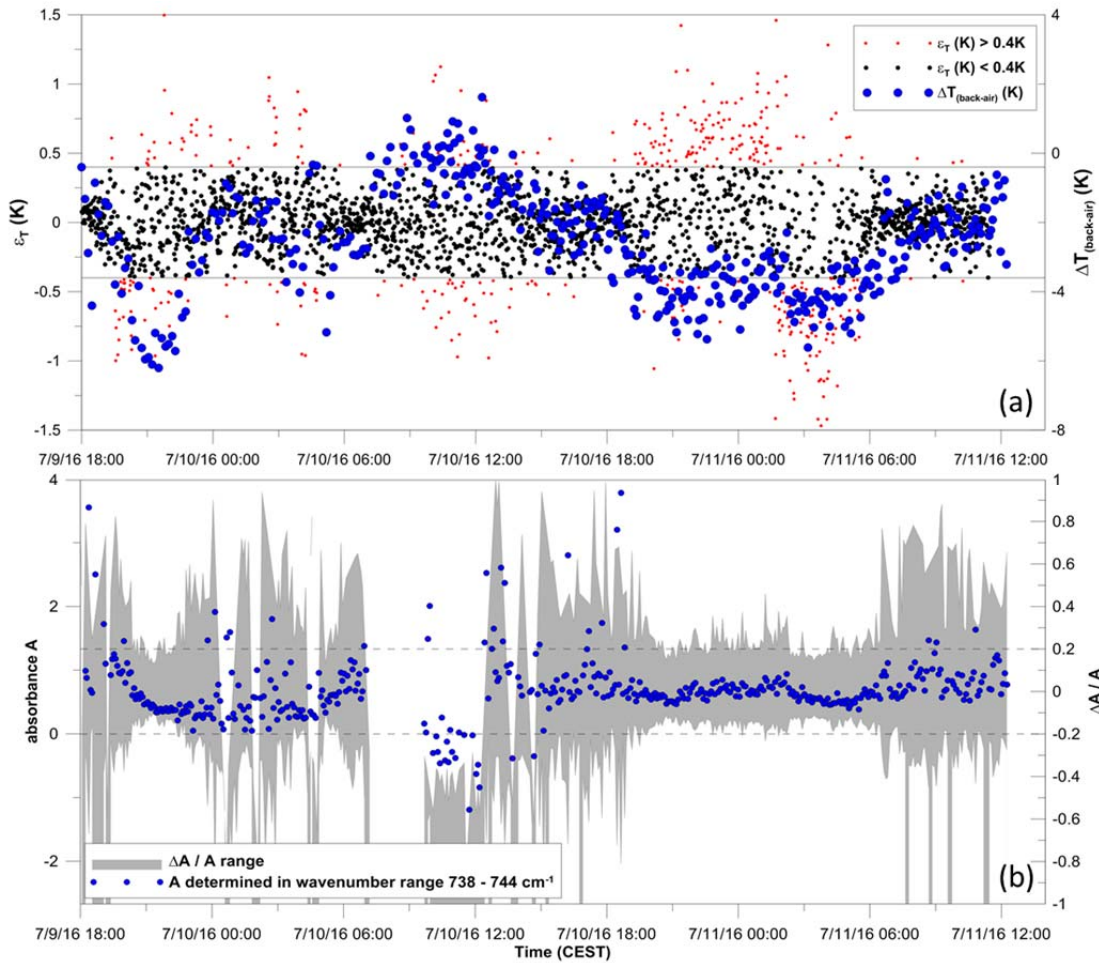 1.5
1
0.5
0
-0.5
-1
-1.5
εT (K)
4
0
-4
-8
ΔT(back-air) (K)
εT (K) > 0.4K
εT (K) < 0.4K
ΔT(back-air) (K)
(a)
7/9/16 18:00 7/10/16 00:00 7/10/16 06:00 7/10/16 12:00 7/10/16 18:00 7/11/16 00:00 7/11/16 06:00 7/11/16 12:00
4
2
0
-2
absorbance A
1
0.8
0.6
0.4
0.2
0
-0.2
-0.4
-0.6
-0.8
-1
ΔA / A
ΔA / A range
A determined in wavenumber range 738 - 744 cm-1
(b)
7/9/16 18:00 7/10/16 00:00 7/10/16 06:00 7/10/16 12:00 7/10/16 18:00 7/11/16 00:00 7/11/16 06:00 7/11/16 12:00
Time (CEST)